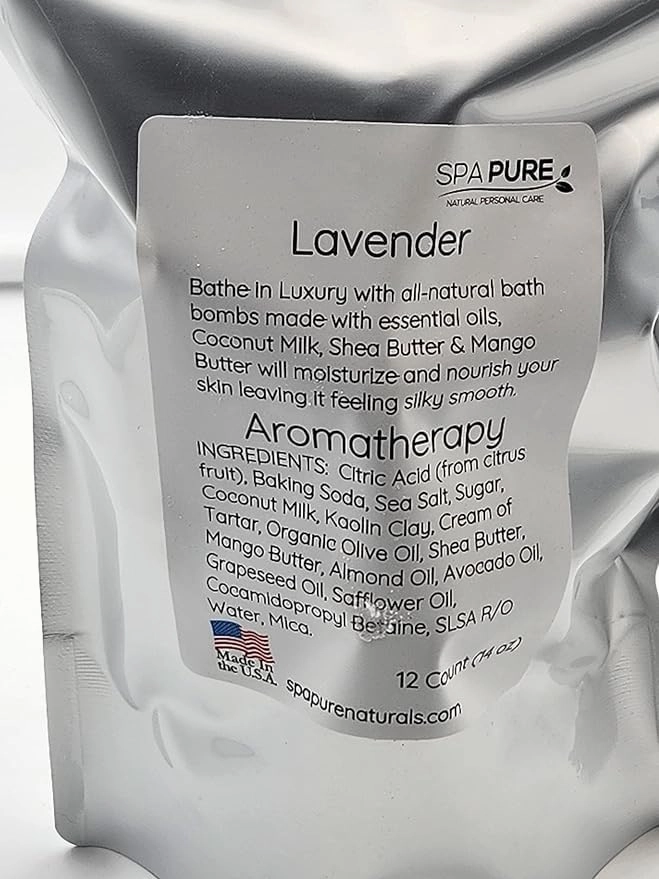 SPA PURE
NATURAL PERSONAL CARE
Lavender
Bathe in Luxury with all-natural bath
bombs made with essential oils,
Coconut Milk, Shea Butter & Mango
Butter will moisturize and nourish your
skin leaving it feeling silky smooth.
Aromatherapy
INGREDIENTS: Citric Acid (from citrus
fruit), Baking Soda, Sea Salt, Sugar,
Coconut Milk, Kaolin Clay, Cream of
Tartar, Organic Olive Oil, Shea Butter,
Mango Butter, Almond Oil, Avocado Oil,
Grapeseed Oil, Safflower Oil,
Cocamidopropyl Betaine, SLSA R/O
Water, Mica.
Made In
the U.S.A.
12 Count (14 oz)
spapurenaturals.com